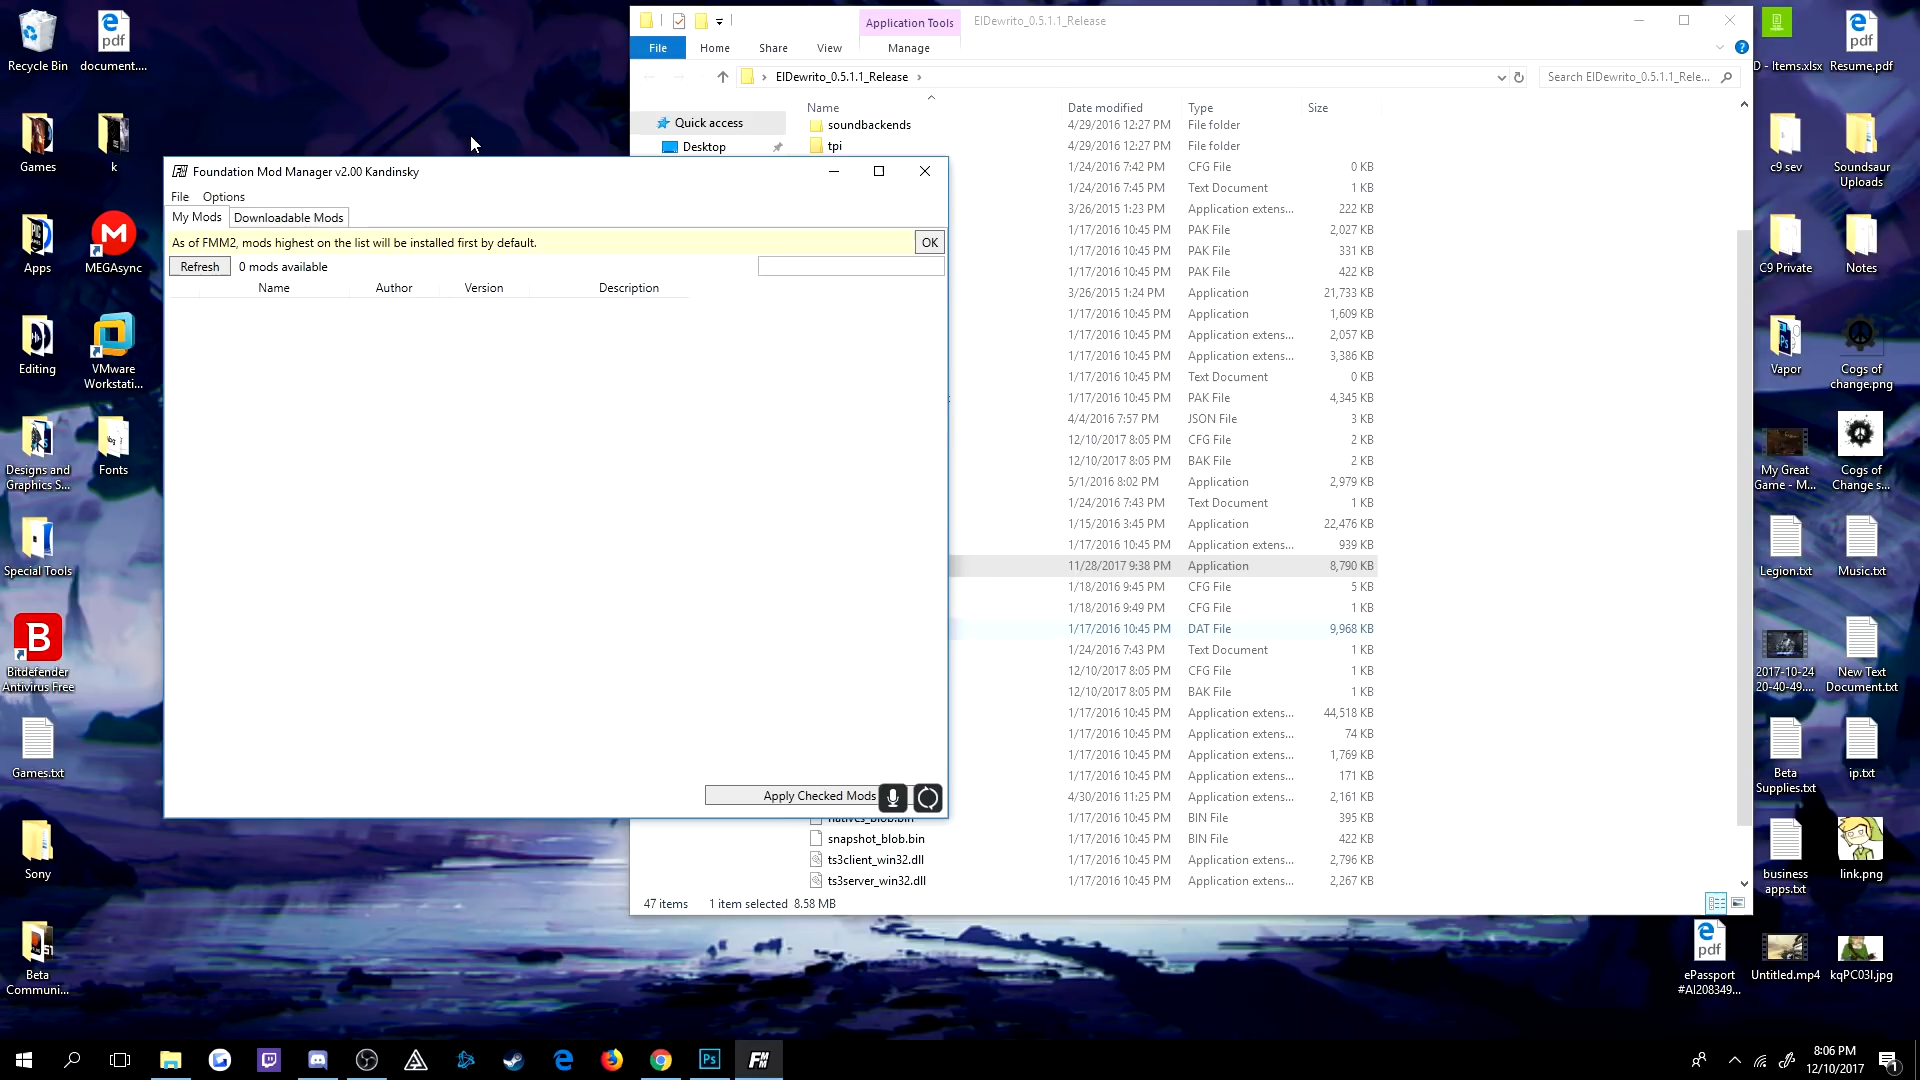 Recycle Bin
document....
Games
k
Apps
MEGAsync
Editing
VMware
Workstati...
Designs and
Graphics S...
Fonts
Special Tools
Bitdefender
Antivirus Free
Games.txt
Sony
Beta
Communi...
Application Tools
ElDewrito_0.5.1.1_Release
File
Home
Share
View
Manage
ElDewrito_0.5.1.1_Release
Search ElDewrito_0.5.1.1_Rele...
Quick access
Desktop
Name
Date modified
Type
Size
soundbackends 4/29/2016 12:27 PM File folder
tpi 4/29/2016 12:27 PM File folder
1/24/2016 7:42 PM CFG File 0 KB
1/24/2016 7:45 PM Text Document 1 KB
3/26/2015 1:23 PM Application extens... 222 KB
1/17/2016 10:45 PM PAK File 2,027 KB
1/17/2016 10:45 PM PAK File 331 KB
1/17/2016 10:45 PM PAK File 422 KB
3/26/2015 1:24 PM Application 21,733 KB
1/17/2016 10:45 PM Application 1,609 KB
1/17/2016 10:45 PM Application extens... 2,057 KB
1/17/2016 10:45 PM Application extens... 3,386 KB
1/17/2016 10:45 PM Text Document 0 KB
1/17/2016 10:45 PM PAK File 4,345 KB
4/4/2016 7:57 PM JSON File 3 KB
12/10/2017 8:05 PM CFG File 2 KB
12/10/2017 8:05 PM BAK File 2 KB
5/1/2016 8:02 PM Application 2,979 KB
1/24/2016 7:43 PM Text Document 1 KB
1/15/2016 3:45 PM Application 22,476 KB
1/17/2016 10:45 PM Application extens... 939 KB
11/28/2017 9:38 PM Application 8,790 KB
1/18/2016 9:45 PM CFG File 5 KB
1/18/2016 9:49 PM CFG File 1 KB
1/17/2016 10:45 PM DAT File 9,968 KB
1/24/2016 7:43 PM Text Document 1 KB
12/10/2017 8:05 PM CFG File 1 KB
12/10/2017 8:05 PM BAK File 1 KB
1/17/2016 10:45 PM Application extens... 44,518 KB
1/17/2016 10:45 PM Application extens... 74 KB
1/17/2016 10:45 PM Application extens... 1,769 KB
1/17/2016 10:45 PM Application extens... 171 KB
4/30/2016 11:25 PM Application extens... 2,161 KB
natives_blob.bin 1/17/2016 10:45 PM BIN File 395 KB
snapshot_blob.bin 1/17/2016 10:45 PM BIN File 422 KB
ts3client_win32.dll 1/17/2016 10:45 PM Application extens... 2,796 KB
ts3server_win32.dll 1/17/2016 10:45 PM Application extens... 2,267 KB
47 items 1 item selected 8.58 MB
Foundation Mod Manager v2.00 Kandinsky
File Options
My Mods Downloadable Mods
As of FMM2, mods highest on the list will be installed first by default.
OK
Refresh 0 mods available
Name Author Version Description
Apply Checked Mods
D - Items.xlsx
Resume.pdf
c9 sev
Soundsaur
Uploads
C9 Private
Notes
Vapor
Cogs of
change.png
My Great
Game - M...
Cogs of
Change s...
Legion.txt
Music.txt
2017-10-24
20-40-49....
New Text
Document.txt
Beta
Supplies.txt
ip.txt
business
apps.txt
link.png
ePassport
#AI208349...
Untitled.mp4
kqPC03l.jpg
8:06 PM
12/10/2017